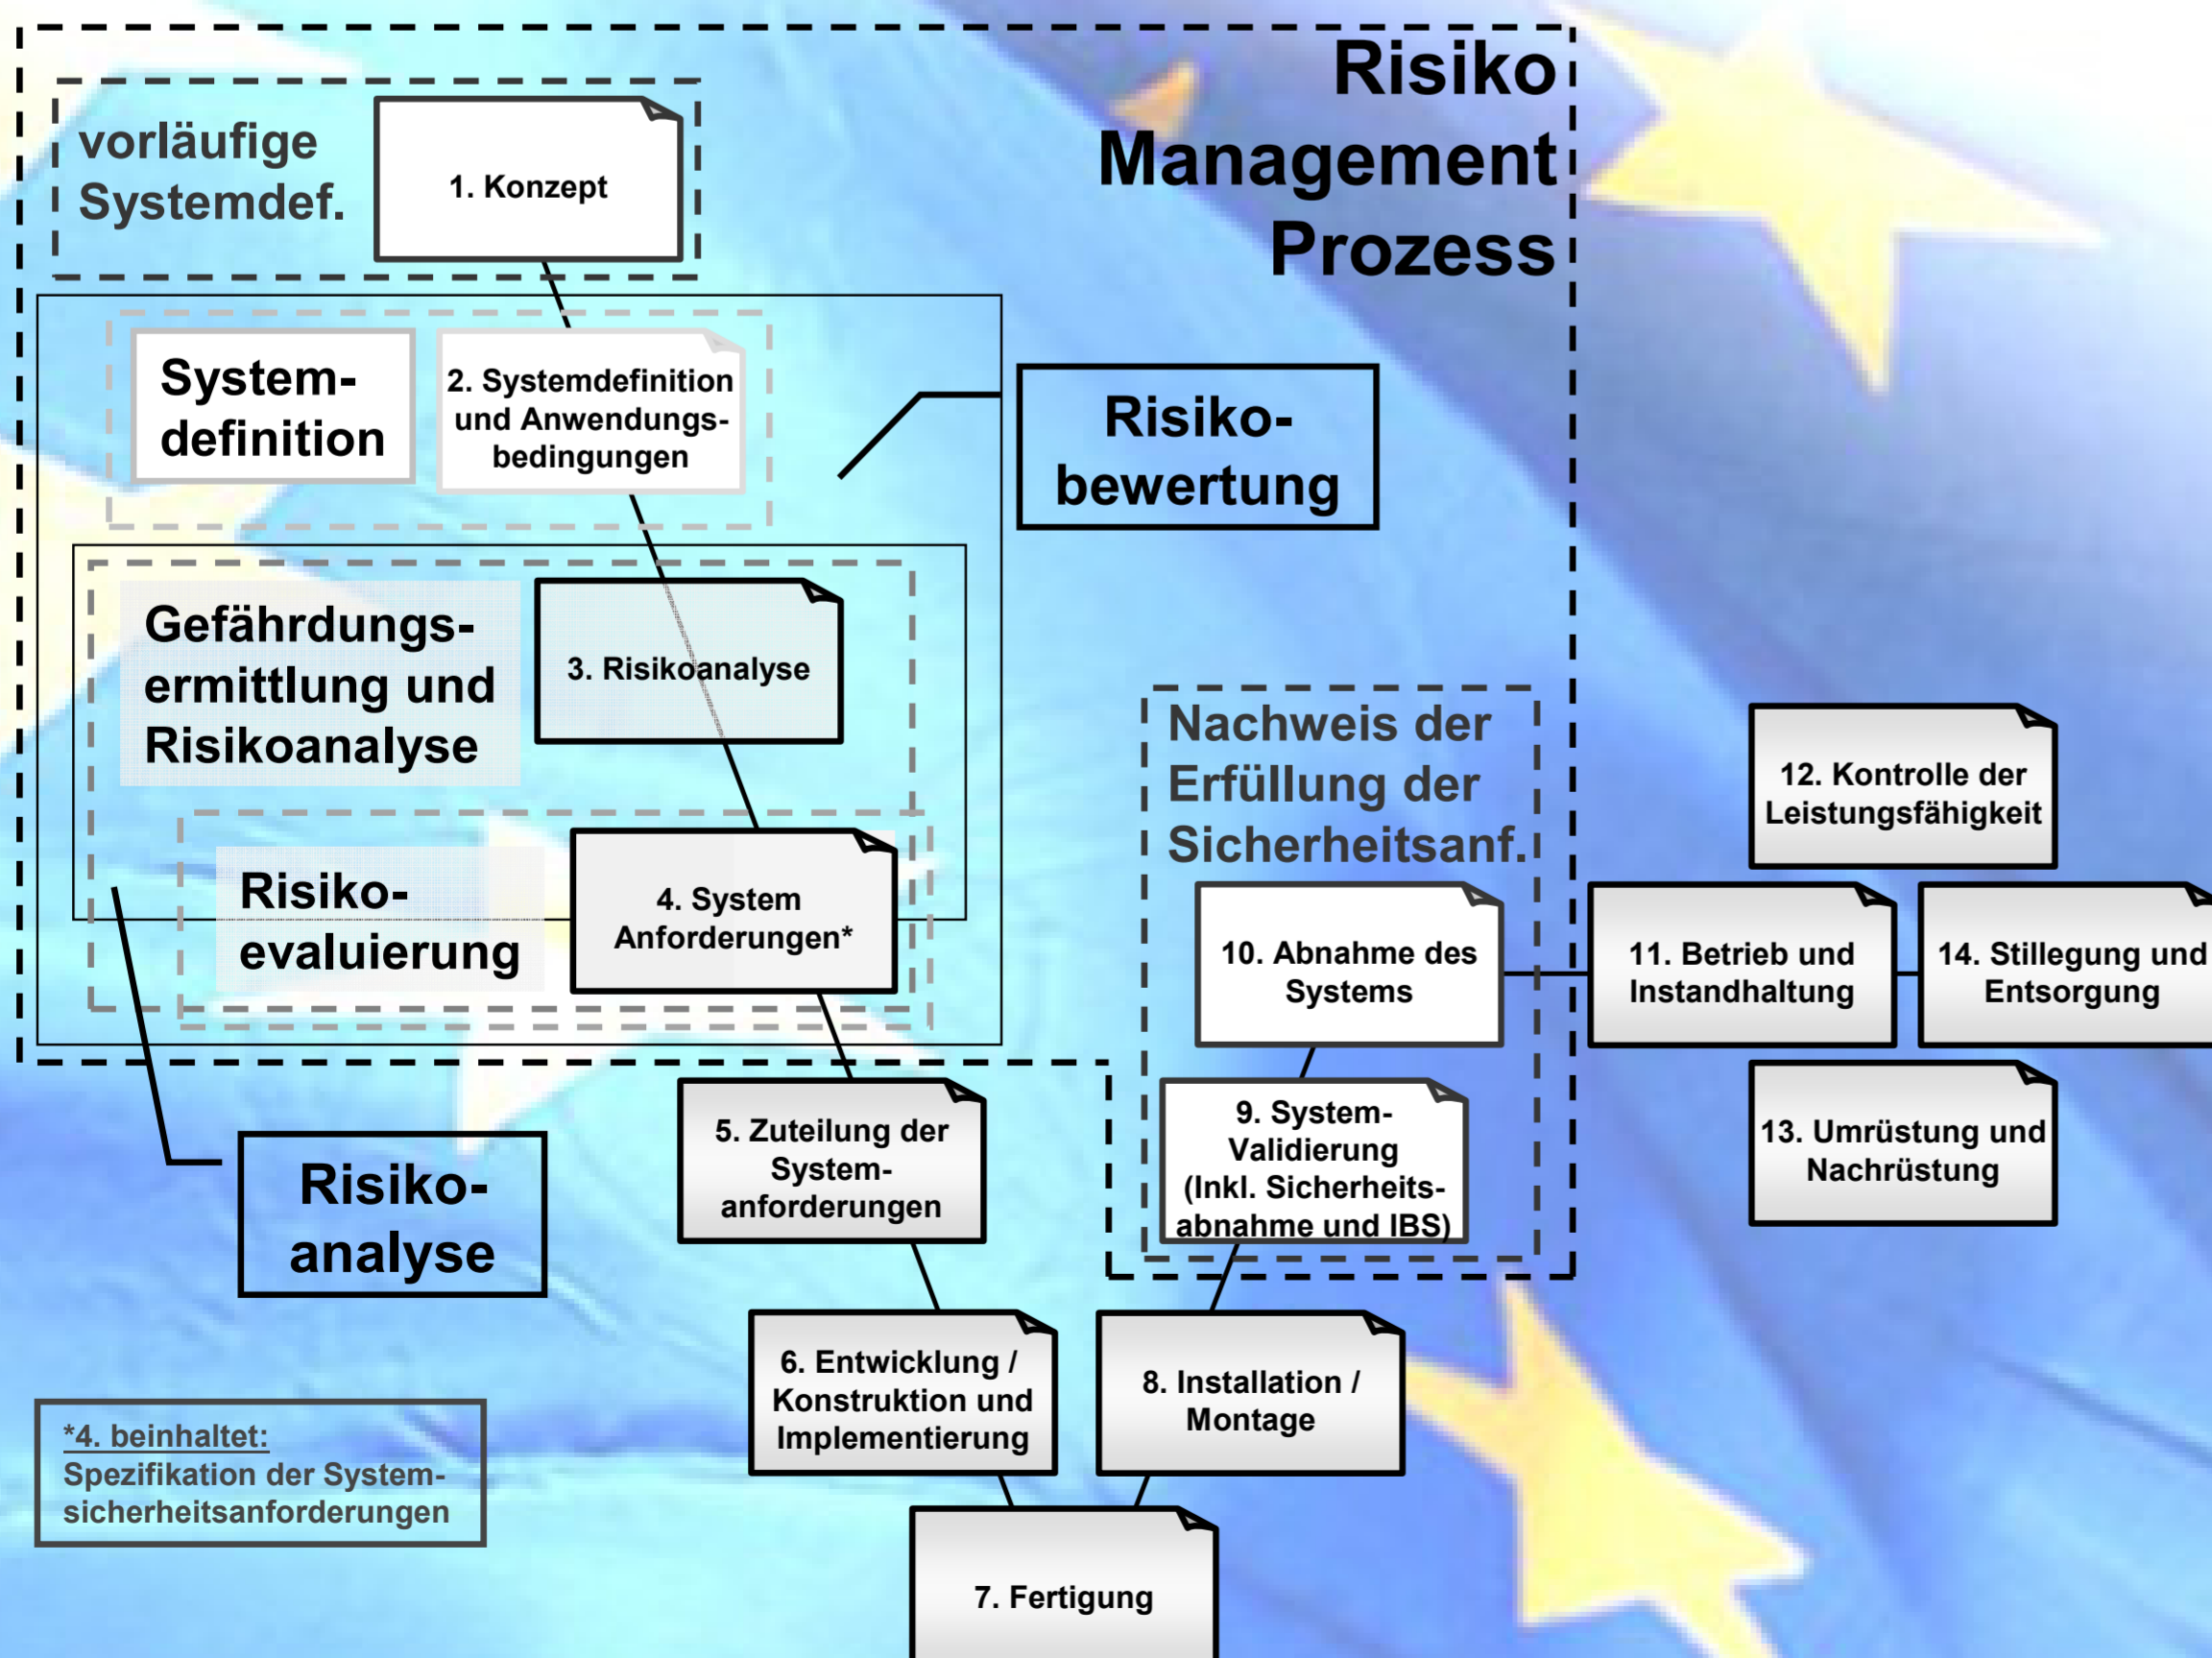 Risiko
Management
Prozess
vorläufige
Systemdef.
1. Konzept
System-
definition
2. Systemdefinition
und Anwendungs-
bedingungen
Risiko-
bewertung
Gefährdungs-
ermittlung und
Risikoanalyse
3. Risikoanalyse
Risiko-
evaluierung
4. System
Anforderungen*
Nachweis der
Erfüllung der
Sicherheitsanf.
10. Abnahme des
Systems
9. System-
Validierung
(Inkl. Sicherheits-
abnahme und IBS)
12. Kontrolle der
Leistungsfähigkeit
11. Betrieb und
Instandhaltung
14. Stillegung und
Entsorgung
13. Umrüstung und
Nachrüstung
Risiko-
analyse
5. Zuteilung der
System-
anforderungen
6. Entwicklung /
Konstruktion und
Implementierung
8. Installation /
Montage
7. Fertigung
*4. beinhaltet:
Spezifikation der System-
sicherheitsanforderungen